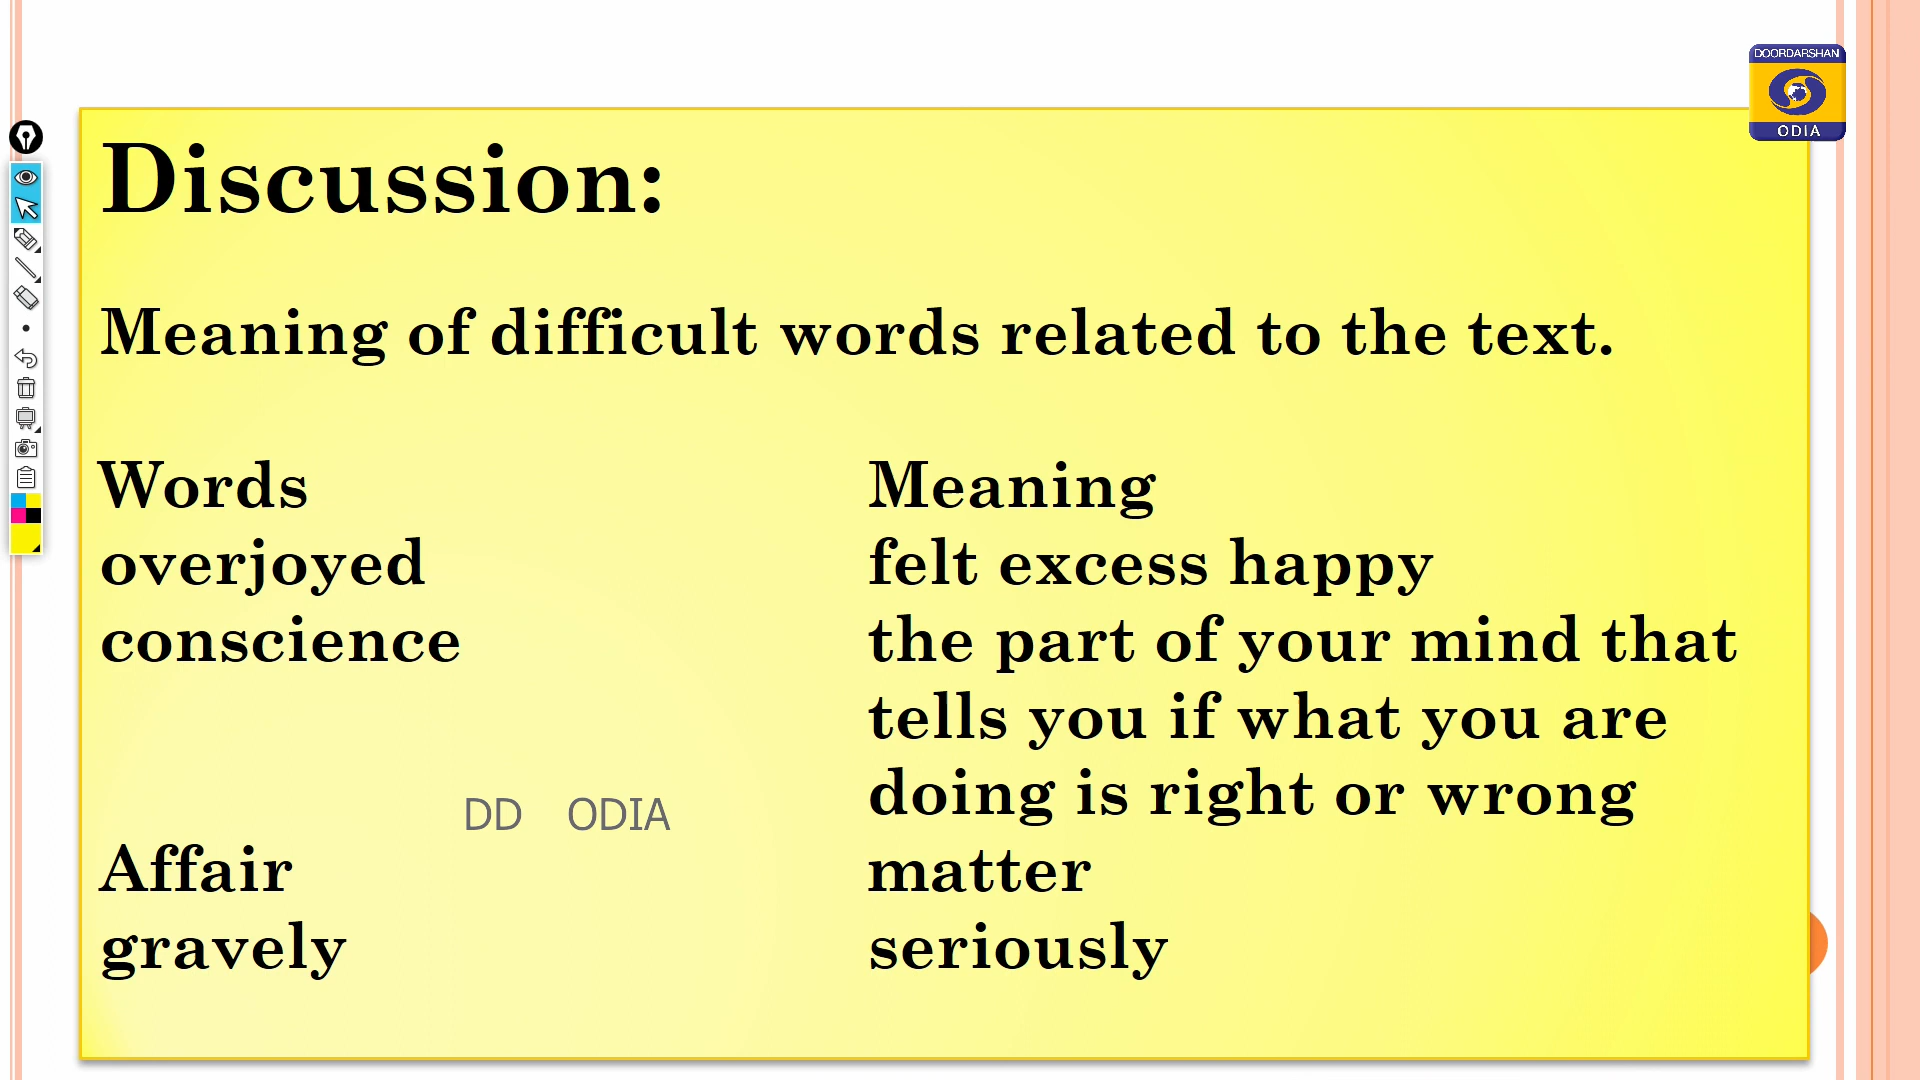 DOORDARSHAN
ODIA
Discussion:
Meaning of difficult words related to the text.
Words Meaning
overjoyed felt excess happy
conscience the part of your mind that
tells you if what you are
doing is right or wrong
DD ODIA
Affair matter
gravely seriously